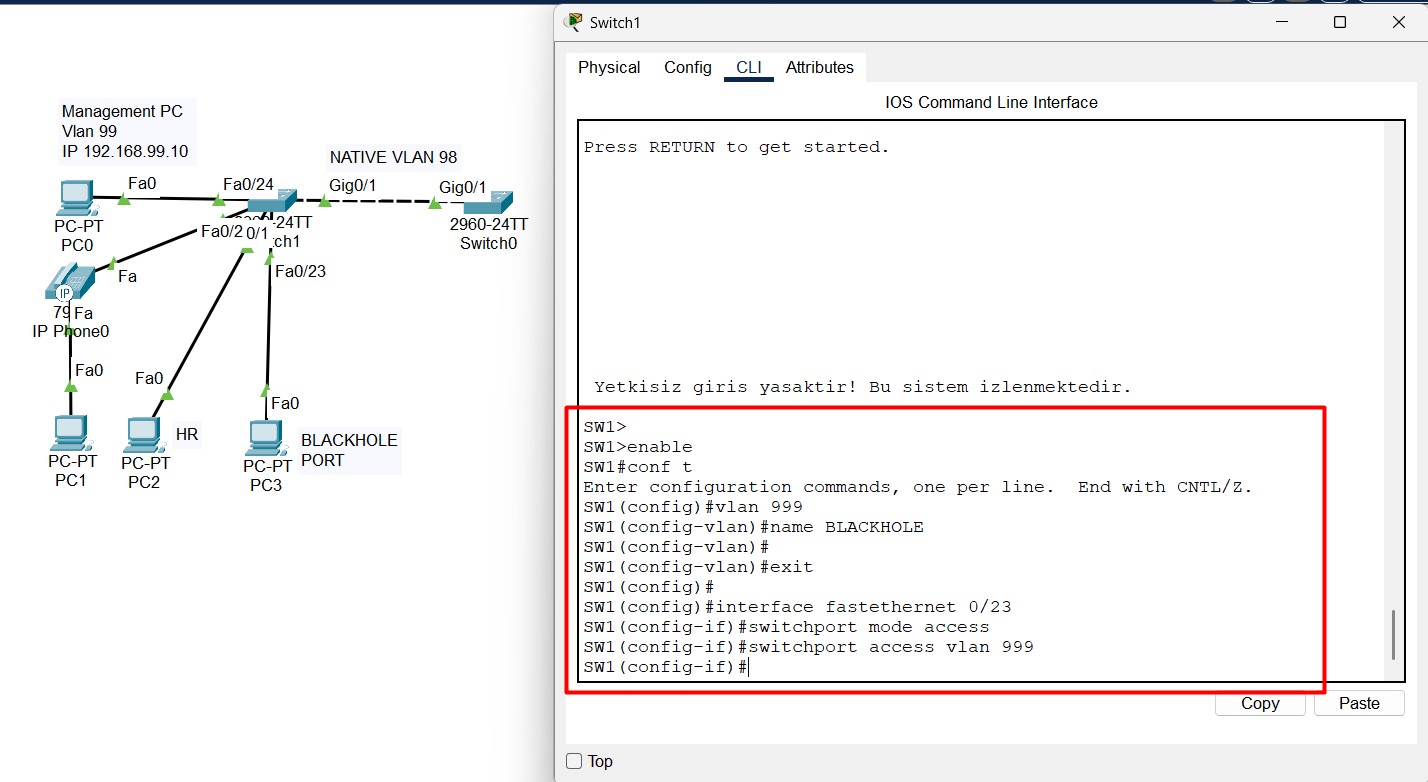 Switch1
Physical Config CLI Attributes
IOS Command Line Interface
Press RETURN to get started.
Yetkisiz giris yasaktir! Bu sistem izlenmektedir.
SW1>
SW1>enable
SW1#conf t
Enter configuration commands, one per line. End with CNTL/Z.
SW1(config)#vlan 999
SW1(config-vlan)#name BLACKHOLE
SW1(config-vlan)#
SW1(config-vlan)#exit
SW1(config)#
SW1(config)#interface fastethernet 0/23
SW1(config-if)#switchport mode access
SW1(config-if)#switchport access vlan 999
SW1(config-if)#
Copy Paste
Top
Management PC
Vlan 99
IP 192.168.99.10
NATIVE VLAN 98
Fa0
Fa0/24
Gig0/1
Gig0/1
PC-PT
PC0
-24TT
ch1
2960-24TT
Switch0
Fa0/2
0/1
Fa0/23
Fa
IP
79
Fa
IP Phone0
Fa0
Fa0
Fa0
HR
BLACKHOLE
PORT
PC-PT
PC1
PC-PT
PC2
PC-PT
PC3